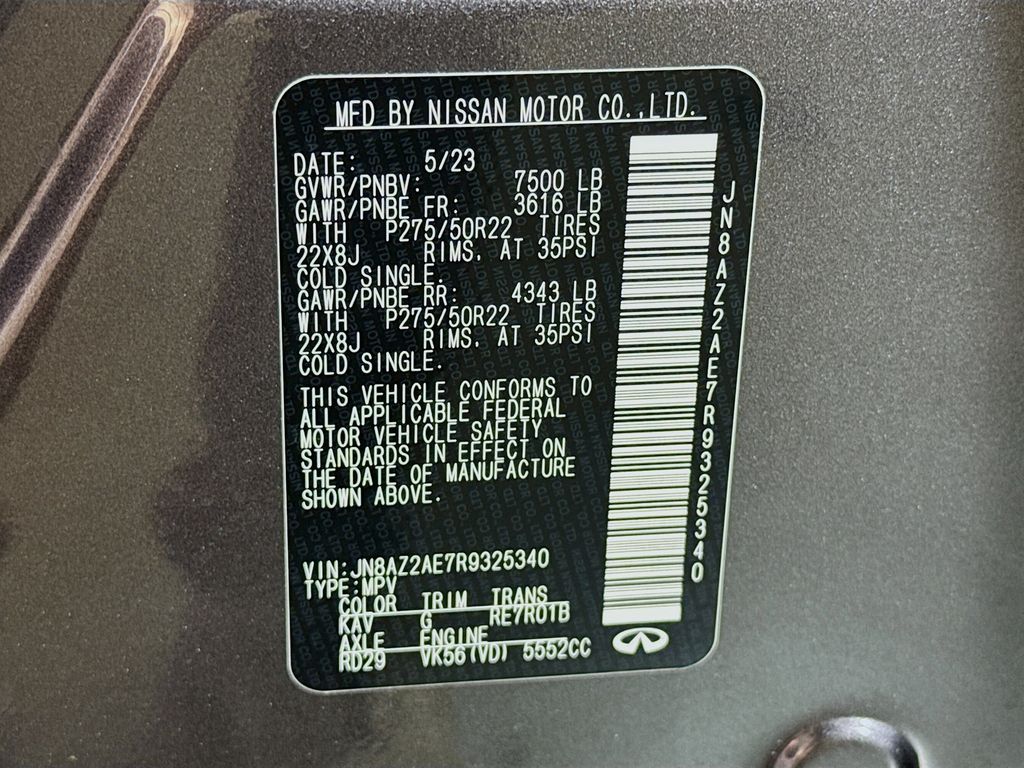 MFD BY NISSAN MOTOR CO.,LTD.
DATE: 5/23
GVWR/PNBV: 7500 LB
GAWR/PNBE FR: 3616 LB
WITH P275/50R22 TIRES
22X8J RIMS. AT 35PSI
COLD SINGLE.
GAWR/PNBE RR: 4343 LB
WITH P275/50R22 TIRES
22X8J RIMS. AT 35PSI
COLD SINGLE.
THIS VEHICLE CONFORMS TO
ALL APPLICABLE FEDERAL
MOTOR VEHICLE SAFETY
STANDARDS IN EFFECT ON
THE DATE OF MANUFACTURE
SHOWN ABOVE.
VIN:JN8AZ2AE7R9325340
TYPE:MPV
COLOR TRIM TRANS
KAV G RE7R01B
AXLE ENGINE
RD29 VK56(VD) 5552CC
JN8AZ2AE7R9325340